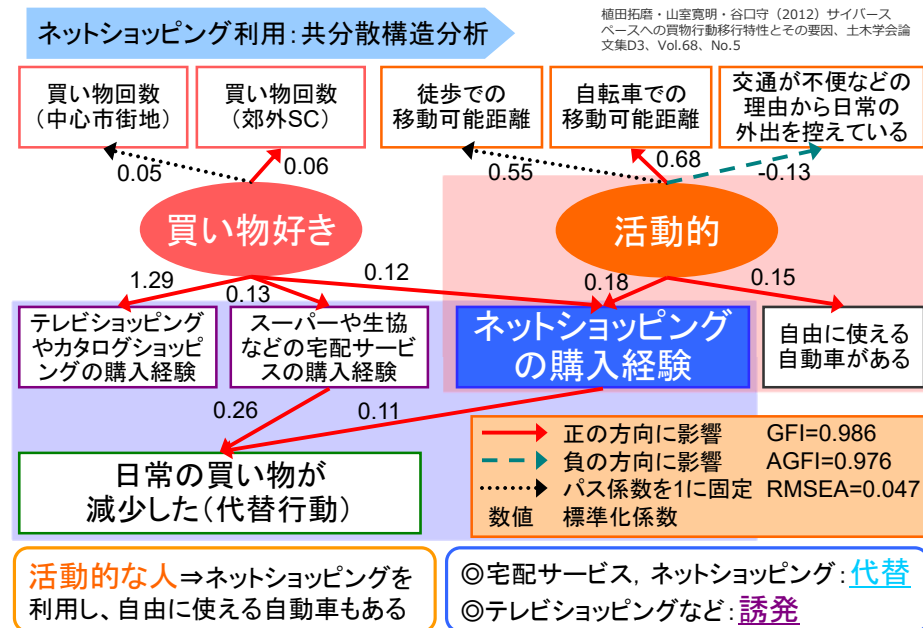 ネットショッピング利用：共分散構造分析
植田拓磨・山室寛明・谷口守（2012）サイバース
ペースへの買物行動移行特性とその要因、土木学会論
文集D3、Vol.68、No.5
買い物回数
（中心市街地）
買い物回数
（郊外SC）
徒歩での
移動可能距離
自転車での
移動可能距離
交通が不便などの
理由から日常の
外出を控えている
0.05
0.06
0.55
0.68
-0.13
買い物好き
活動的
1.29
0.13
0.12
0.18
0.15
テレビショッピング
やカタログショッピ
ングの購入経験
スーパーや生協
などの宅配サービ
スの購入経験
ネットショッピング
の購入経験
自由に使える
自動車がある
0.26
0.11
日常の買い物が
減少した（代替行動）
正の方向に影響 GFI=0.986
負の方向に影響 AGFI=0.976
パス係数を1に固定 RMSEA=0.047
数値 標準化係数
活動的な人⇒ネットショッピングを
利用し、自由に使える自動車もある
◎宅配サービス，ネットショッピング：代替
◎テレビショッピングなど：誘発